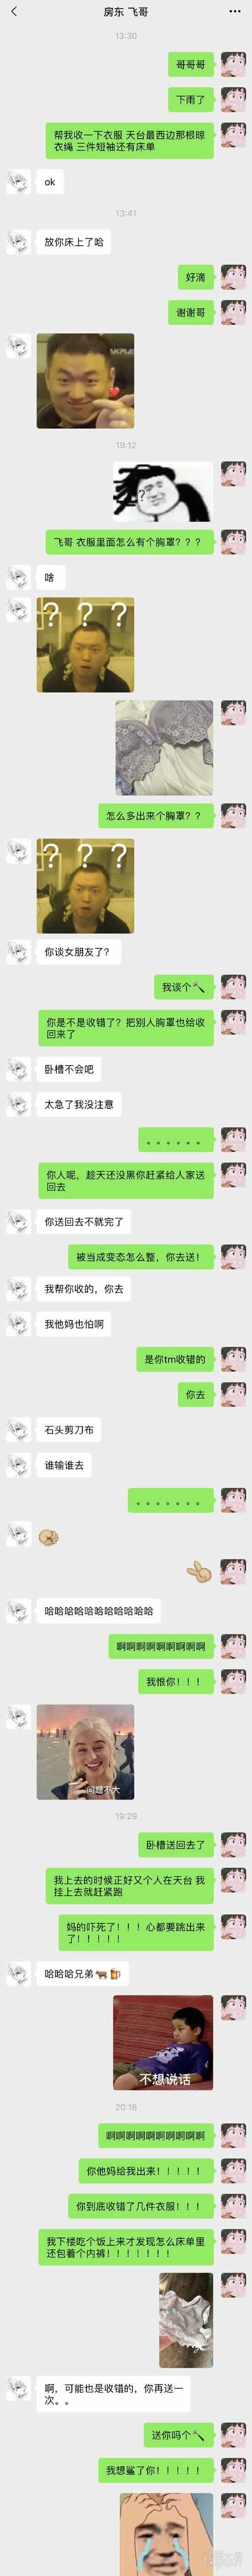 房东 飞哥
13:30
哥哥哥
下雨了
帮我收一下衣服 天台最西边那根晾
衣绳 三件短袖还有床单
ok
13:41
放你床上了哈
好滴
谢谢哥
19:12
?
飞哥 衣服里面怎么有个胸罩？？？
啥
? ? ?
怎么多出来个胸罩？？
? ? ?
你谈女朋友了?
我谈个
你是不是收错了？把别人胸罩也给收
回来了
卧槽不会吧
太急了我没注意
。。。。。。
你人呢，趁天还没黑你赶紧给人家送
回去
你送回去不就完了
被当成变态怎么整，你去送!
我帮你收的，你去
我他妈也怕啊
是你tm收错的
你去
石头剪刀布
谁输谁去
。。。。。。。
哈哈哈哈哈哈哈哈哈哈哈
啊啊啊啊啊啊啊啊啊
我恨你！！！
问题不大
19:29
卧槽送回去了
我上去的时候正好又个人在天台 我
挂上去就赶紧跑
妈的吓死了！！！心都要跳出来
了！！！！！
哈哈哈兄弟
不想说话
20:18
啊啊啊啊啊啊啊啊啊啊
你他妈给我出来！！！！！
你到底收错了几件衣服！！！
我下楼吃个饭上来才发现怎么床单里
还包着个内裤！！！！！！！
啊，可能也是收错的，你再送一
次。。
送你吗个
我想鲨了你！！！！！